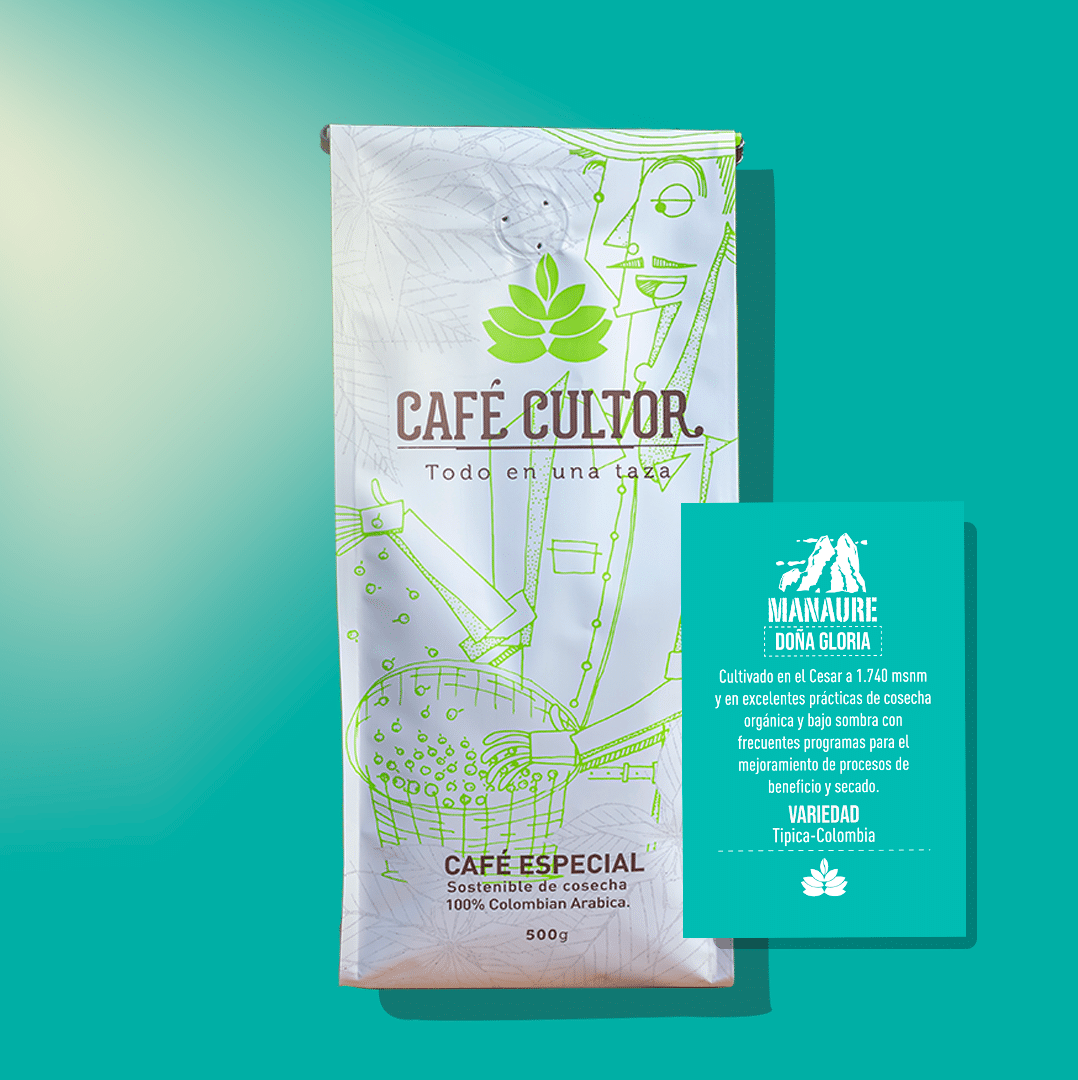 CAFÉ CULTOR
Todo en una taza
CAFÉ ESPECIAL
Sostenible de cosecha
100% Colombian Arabica.
500g
MANAURE
DOÑA GLORIA
Cultivado en el Cesar a 1.740 msnm
y en excelentes prácticas de cosecha
orgánica y bajo sombra con
frecuentes programas para el
mejoramiento de procesos de
beneficio y secado.
VARIEDAD
Tipica-Colombia